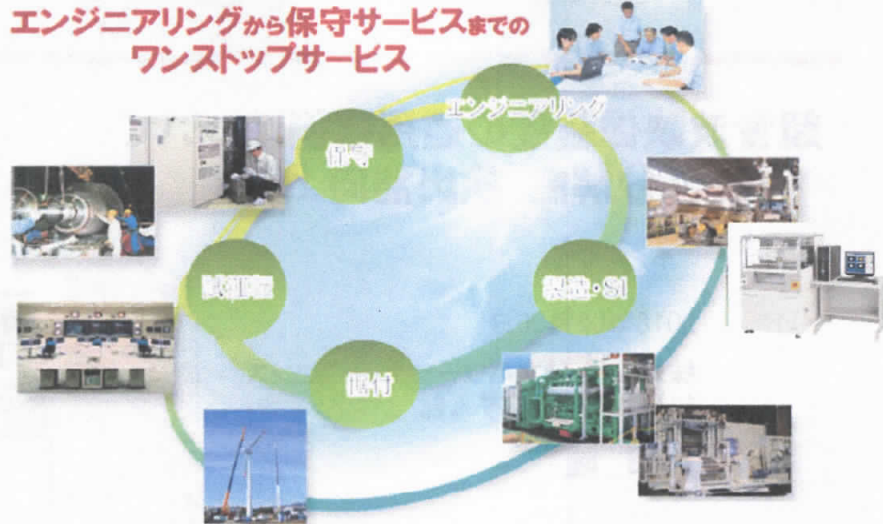 エンジニアリングから保守サービスまでの
ワンストップサービス
エンジニアリング
保守
試運転
製造・SI
据付